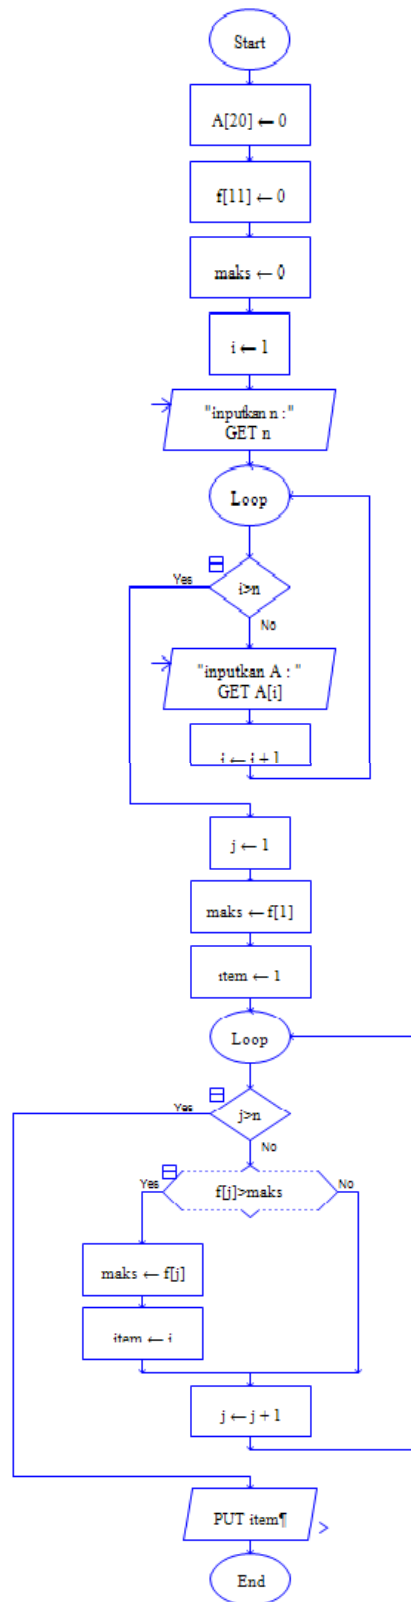 Start
A[20] ← 0
f[11] ← 0
maks ← 0
i ← 1
"inputkan n :"
GET n
Loop
Yes
i>n
No
"inputkan A : "
GET A[i]
i ← i + 1
j ← 1
maks ← f[1]
item ← 1
Loop
Yes
j>n
No
Yes
f[j]>maks
No
maks ← f[j]
item ←
j ← j + 1
PUT item¶
End